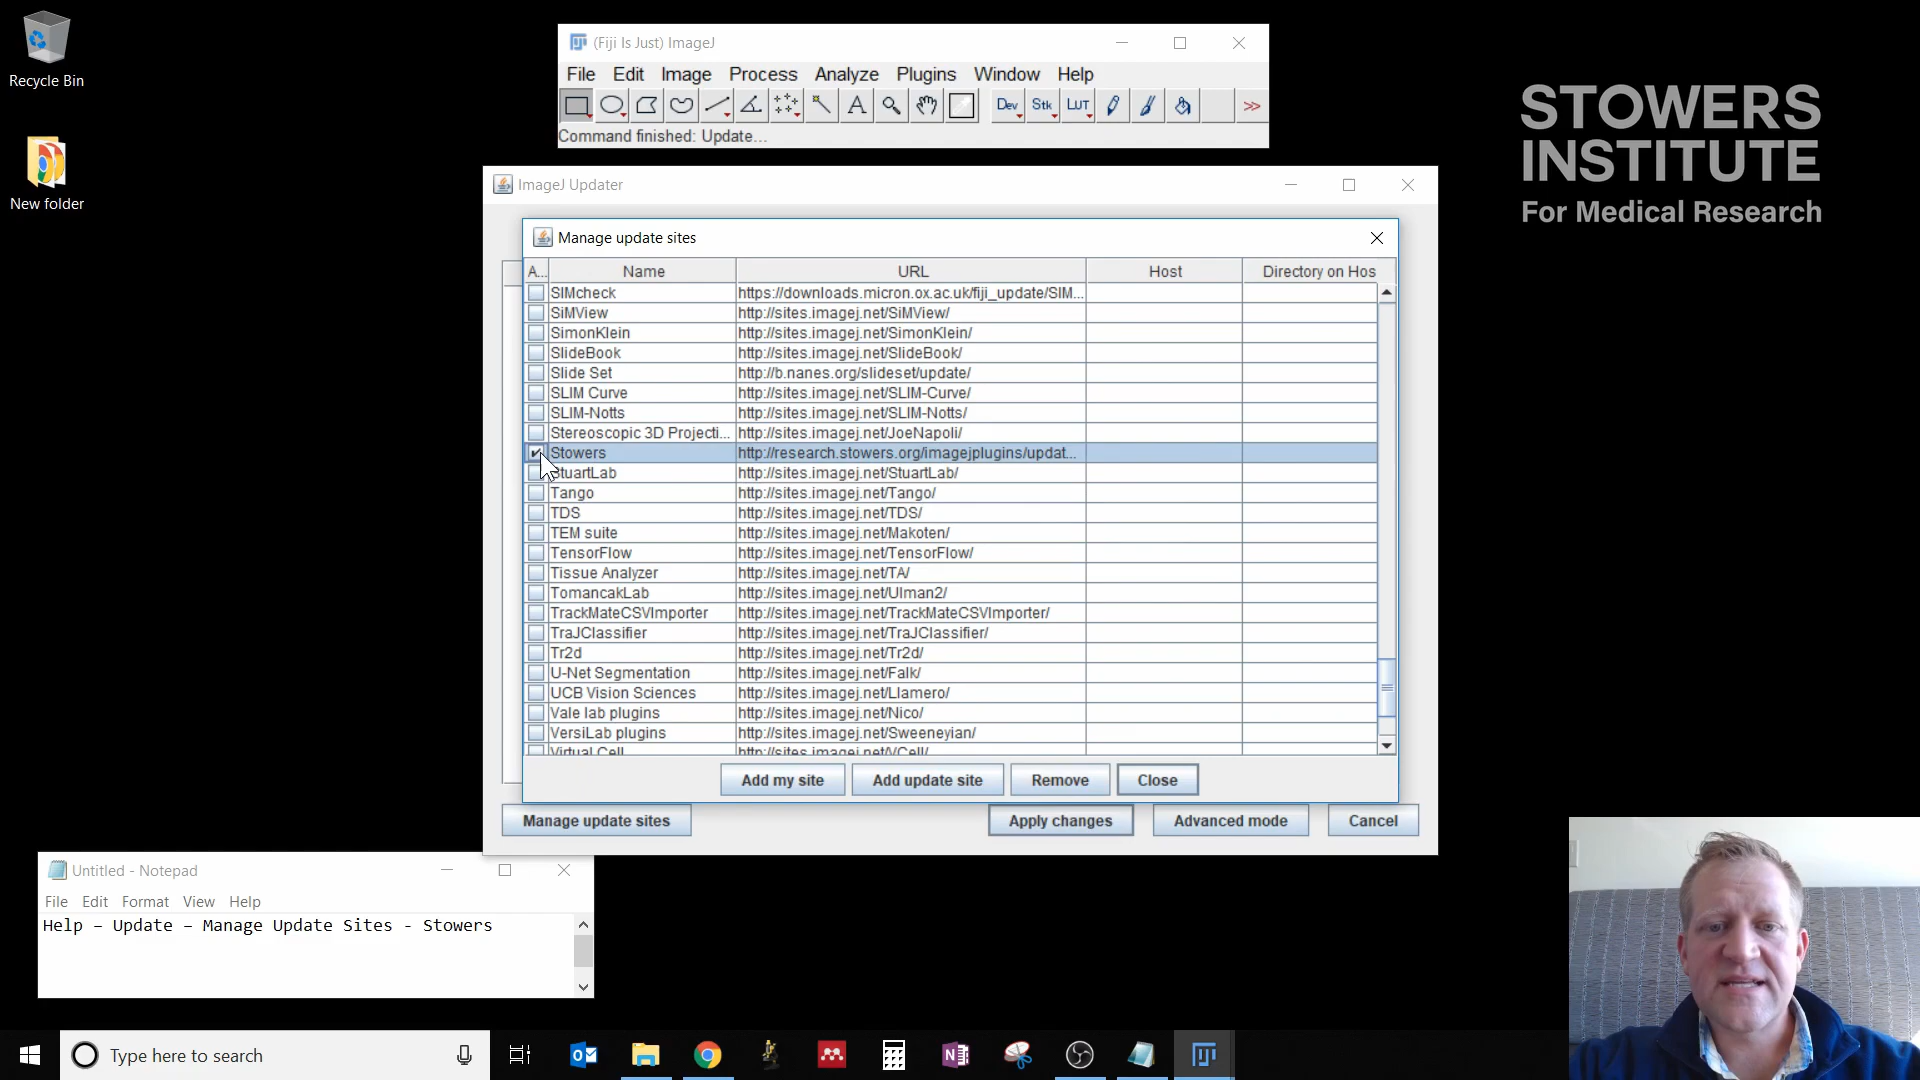 Recycle Bin
New folder
(Fiji Is Just) ImageJ
File Edit Image Process Analyze Plugins Window Help
Dev Stk LUT A >>
Command finished: Update...
STOWERS
INSTITUTE
For Medical Research
ImageJ Updater
Manage update sites
A... Name URL Host Directory on Hos
SIMcheck https://downloads.micron.ox.ac.uk/fiji_update/SIM...
SiMView http://sites.imagej.net/SiMView/
SimonKlein http://sites.imagej.net/SimonKlein/
SlideBook http://sites.imagej.net/SlideBook/
Slide Set http://b.nanes.org/slideset/update/
SLIM Curve http://sites.imagej.net/SLIM-Curve/
SLIM-Notts http://sites.imagej.net/SLIM-Notts/
Stereoscopic 3D Projecti... http://sites.imagej.net/JoeNapoli/
Stowers http://research.stowers.org/imagejplugins/updat...
StuartLab http://sites.imagej.net/StuartLab/
Tango http://sites.imagej.net/Tango/
TDS http://sites.imagej.net/TDS/
TEM suite http://sites.imagej.net/Makoten/
TensorFlow http://sites.imagej.net/TensorFlow/
Tissue Analyzer http://sites.imagej.net/TA/
TomancakLab http://sites.imagej.net/Ulman2/
TrackMateCSVImporter http://sites.imagej.net/TrackMateCSVImporter/
TraJClassifier http://sites.imagej.net/TraJClassifier/
Tr2d http://sites.imagej.net/Tr2d/
U-Net Segmentation http://sites.imagej.net/Falk/
UCB Vision Sciences http://sites.imagej.net/Llamero/
Vale lab plugins http://sites.imagej.net/Nico/
VersiLab plugins http://sites.imagej.net/Sweeneyian/
Virtual Cell http://sites.imagej.net/VCell/
Add my site Add update site Remove Close
Manage update sites Apply changes Advanced mode Cancel
Untitled - Notepad
File Edit Format View Help
Help – Update – Manage Update Sites - Stowers
Type here to search